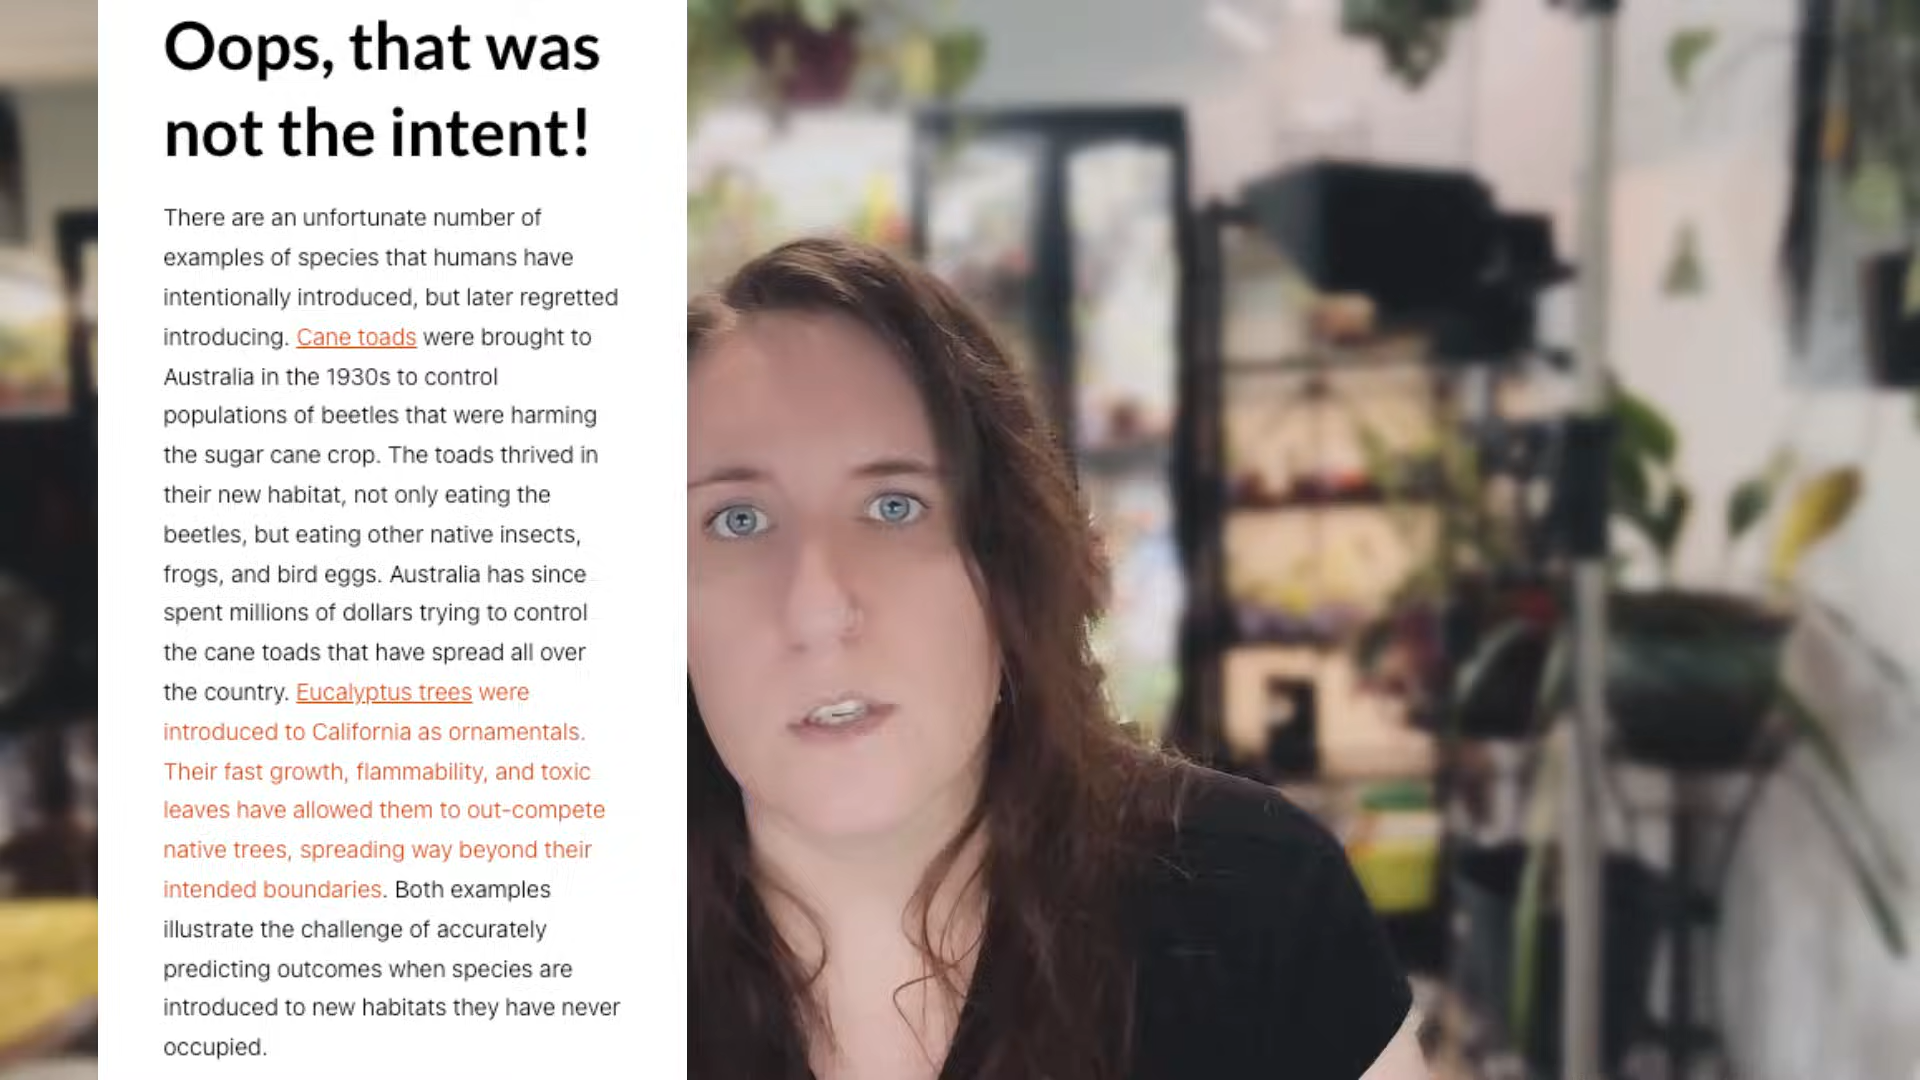 Oops, that was
not the intent!
There are an unfortunate number of
examples of species that humans have
intentionally introduced, but later regretted
introducing. Cane toads were brought to
Australia in the 1930s to control
populations of beetles that were harming
the sugar cane crop. The toads thrived in
their new habitat, not only eating the
beetles, but eating other native insects,
frogs, and bird eggs. Australia has since
spent millions of dollars trying to control
the cane toads that have spread all over
the country. Eucalyptus trees were
introduced to California as ornamentals.
Their fast growth, flammability, and toxic
leaves have allowed them to out-compete
native trees, spreading way beyond their
intended boundaries. Both examples
illustrate the challenge of accurately
predicting outcomes when species are
introduced to new habitats they have never
occupied.